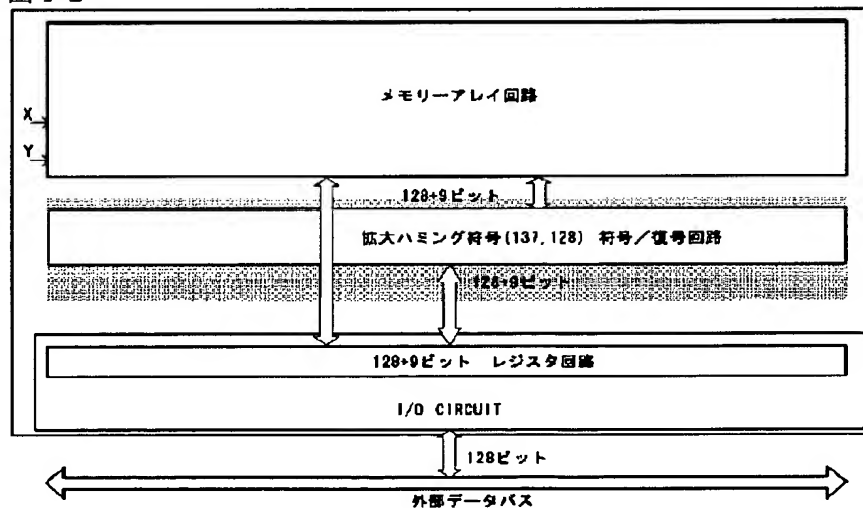 メモリーアレイ回路
X
Y
128+9ビット
拡大ハミング符号(137,128) 符号／復号回路
128+9ビット
128+9ビット レジスタ回路
I/O CIRCUIT
128ビット
外部データバス